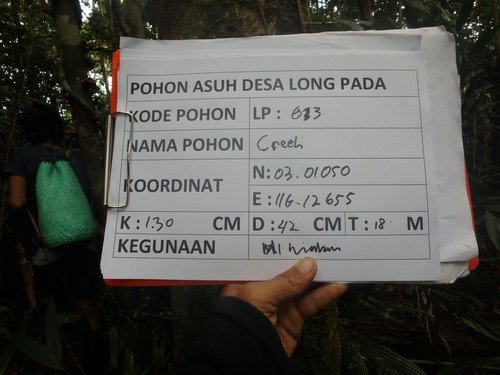 POHON ASUH DESA LONG PADA
KODE POHON LP : 613
NAMA POHON
KOORDINAT N : 03.01050
E : 116.12655
K : 130 CM D : 42 CM T : 18 M
KEGUNAAN